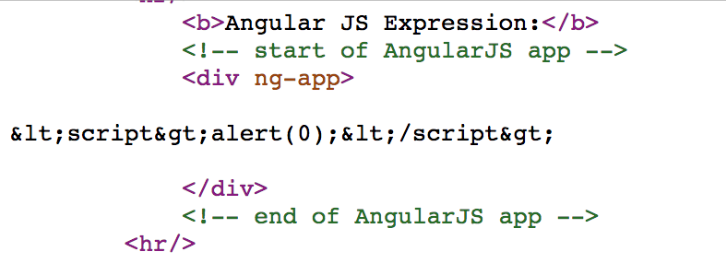 <b>Angular JS Expression:</b>
<!-- start of AngularJS app -->
<div ng-app>
&lt;script&gt;alert(0);&lt;/script&gt;
</div>
<!-- end of AngularJS app -->
<hr/>